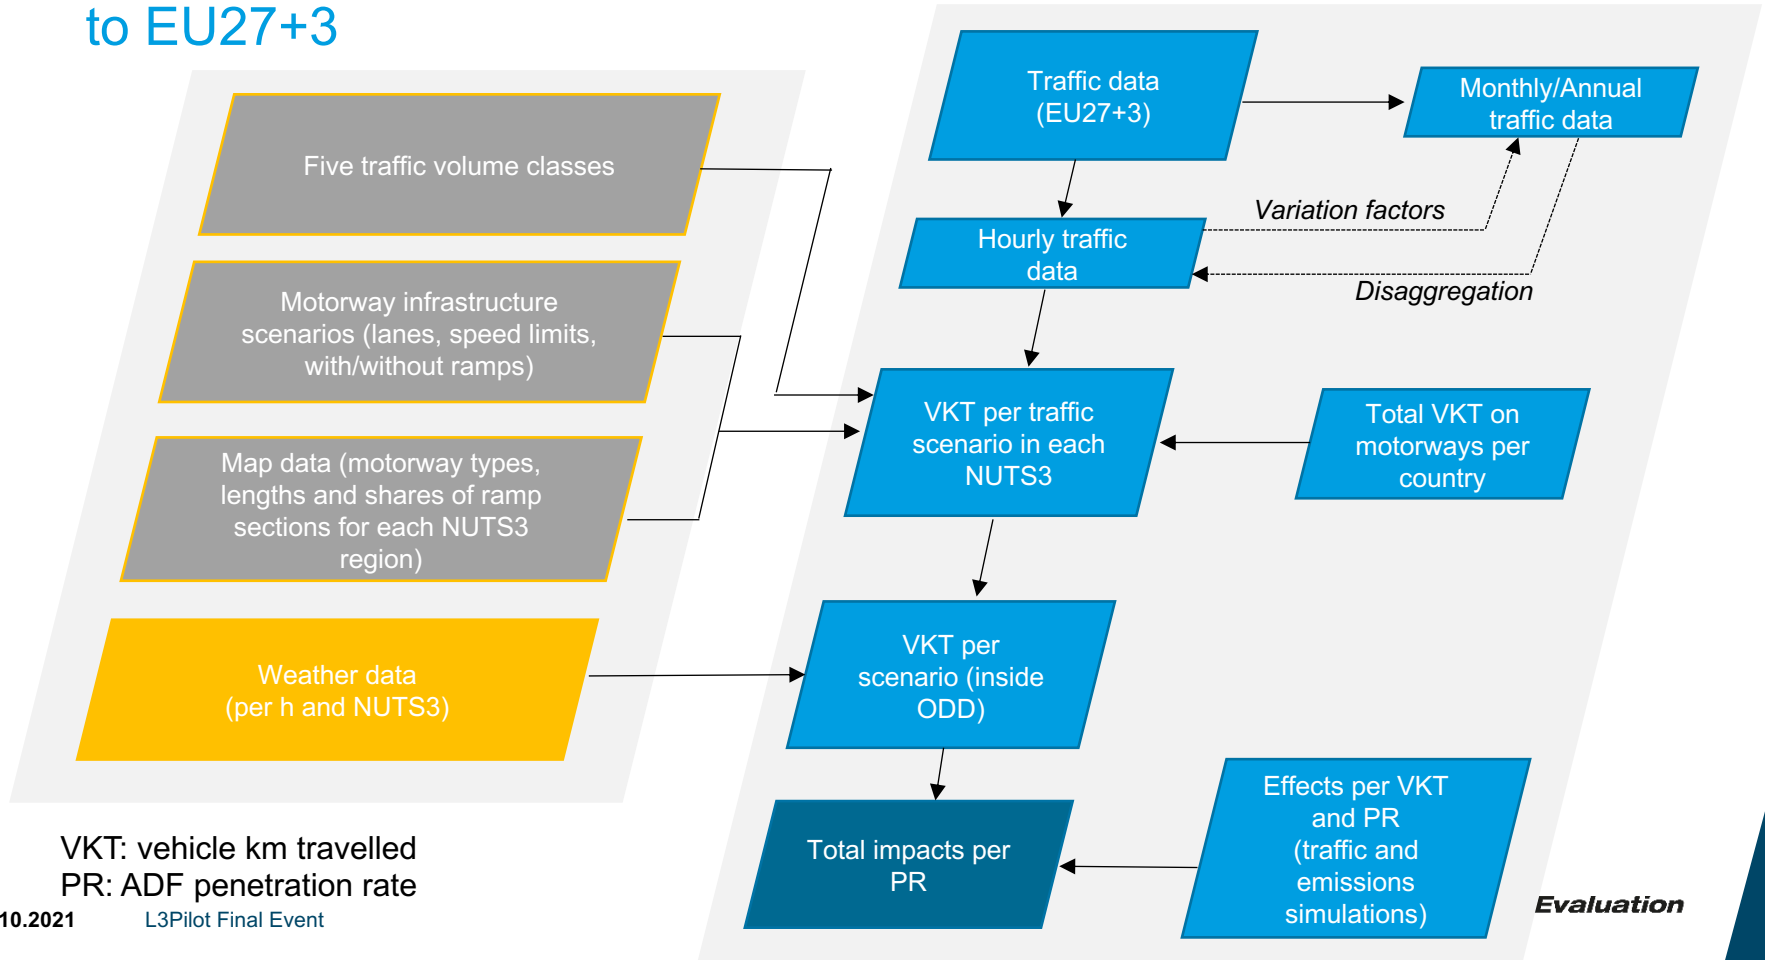 to EU27+3
Five traffic volume classes
Motorway infrastructure
scenarios (lanes, speed limits,
with/without ramps)
Map data (motorway types,
lengths and shares of ramp
sections for each NUTS3
region)
Weather data
(per h and NUTS3)
Traffic data
(EU27+3)
Monthly/Annual
traffic data
Variation factors
Hourly traffic
data
Disaggregation
VKT per traffic
scenario in each
NUTS3
Total VKT on
motorways per
country
VKT per
scenario (inside
ODD)
Total impacts per
PR
Effects per VKT
and PR
(traffic and
emissions
simulations)
VKT: vehicle km travelled
PR: ADF penetration rate
10.2021 L3Pilot Final Event
Evaluation